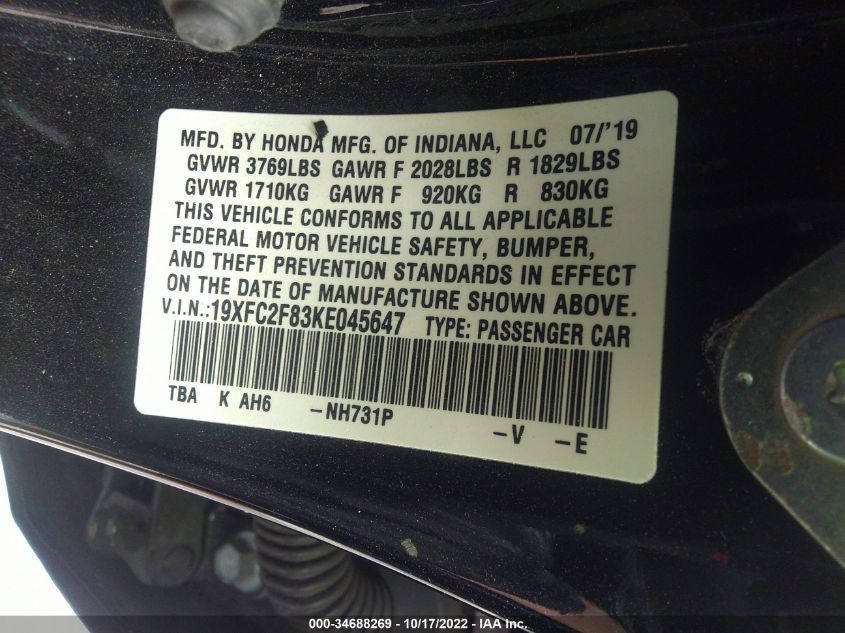 MFD. BY HONDA MFG. OF INDIANA, LLC 07/'19
GVWR 3769LBS GAWR F 2028LBS R 1829LBS
GVWR 1710KG GAWR F 920KG R 830KG
THIS VEHICLE CONFORMS TO ALL APPLICABLE
FEDERAL MOTOR VEHICLE SAFETY, BUMPER,
AND THEFT PREVENTION STANDARDS IN EFFECT
ON THE DATE OF MANUFACTURE SHOWN ABOVE.
V.I.N.:19XFC2F83KE045647 TYPE: PASSENGER CAR
TBA K AH6 -NH731P
-V -E
000-34688269 - 10/17/2022 - IAA Inc.